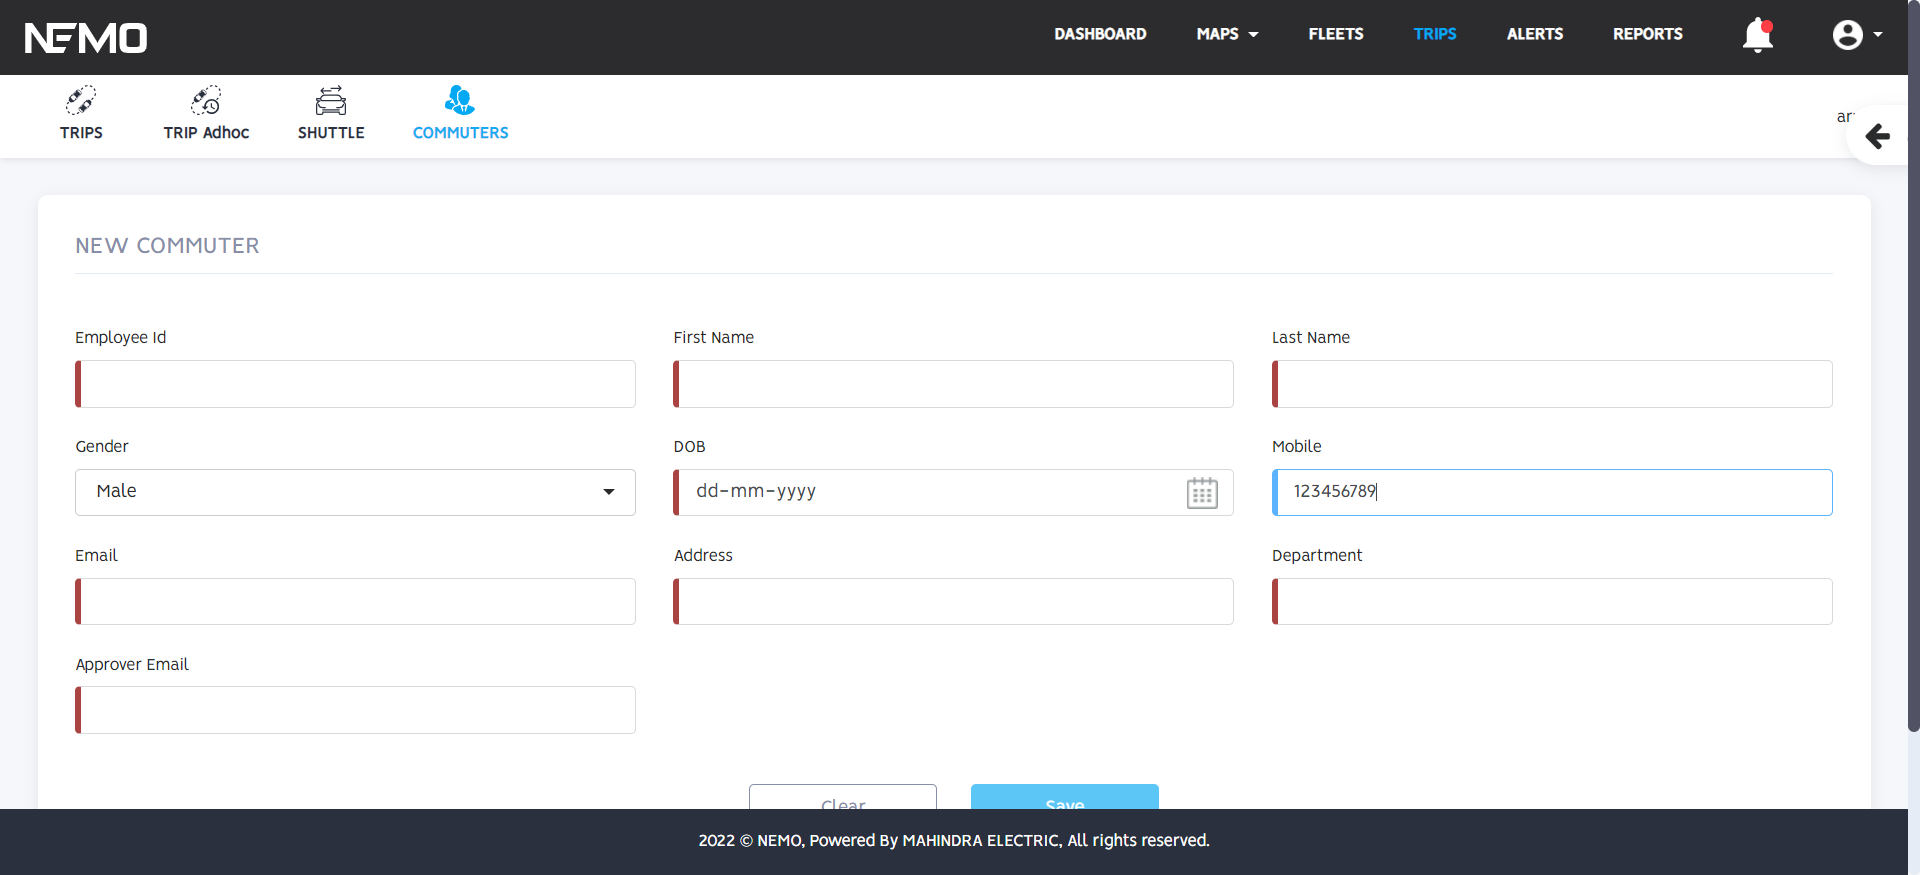 NEMO
DASHBOARD MAPS FLEETS TRIPS ALERTS REPORTS
TRIPS TRIP Adhoc SHUTTLE COMMUTERS
NEW COMMUTER
Employee Id First Name Last Name
Gender DOB Mobile
Male dd-mm-yyyy 123456789
Email Address Department
Approver Email
Clear Save
2022 © NEMO, Powered By MAHINDRA ELECTRIC, All rights reserved.